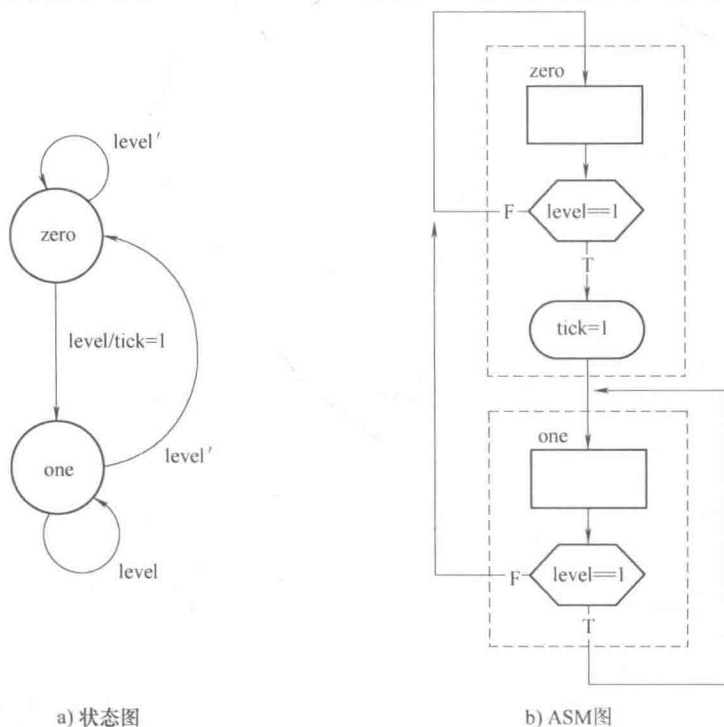 level′
zero
level/tick=1
one
level′
level
a) 状态图
zero
level==1
F
T
tick=1
one
level==1
F
T
b) ASM图